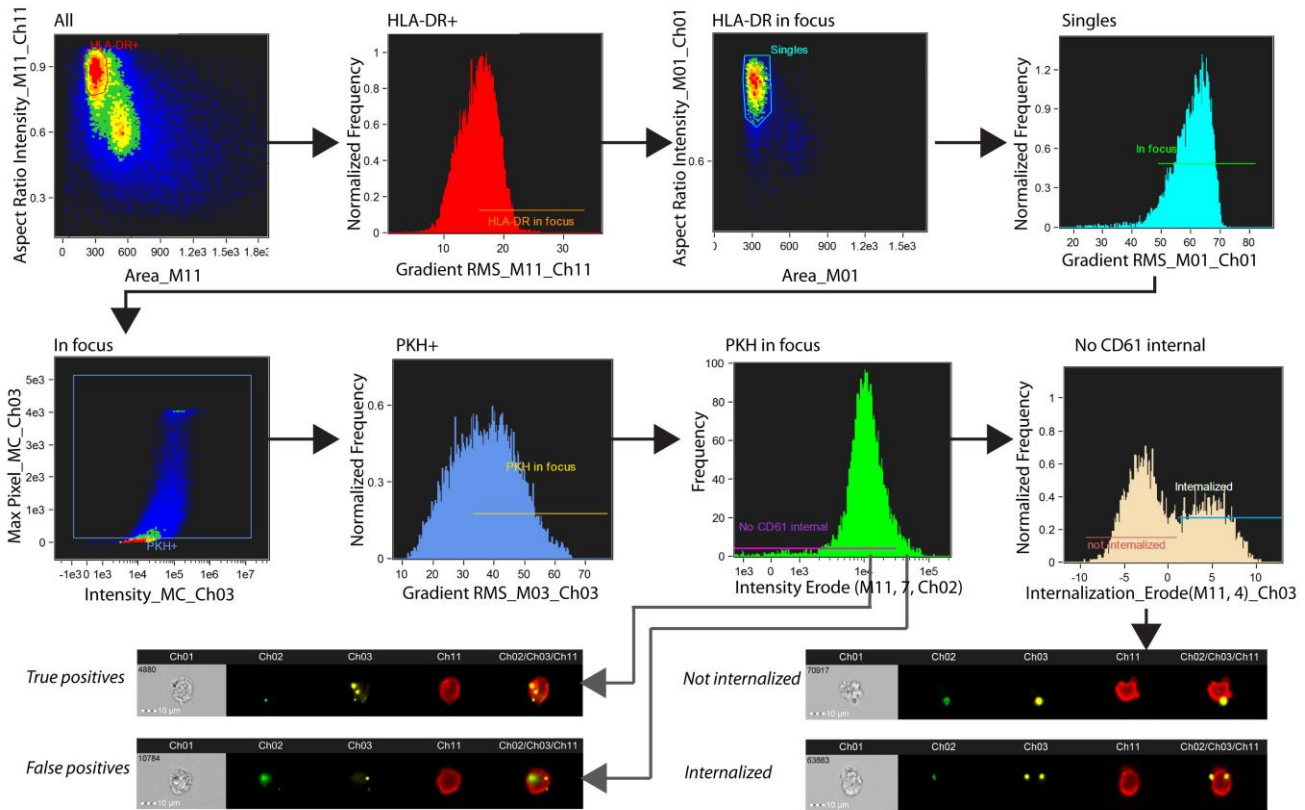 All
HLA-DR+
HLA-DR in focus
Singles
Aspect Ratio Intensity_M11_Ch11
0.9
0.6
0.3
HLA-DR+
0 300 600 900 1.2e3 1.5e3 1.8e3
Area_M11
Normalized Frequency
1
0.8
0.6
0.4
0.2
0
HLA-DR in focus
10 20 30
Gradient RMS_M11_Ch11
Aspect Ratio Intensity_M01_Ch01
0.6
Singles
0 300 600 900 1.2e3 1.6e3
Area_M01
Normalized Frequency
1.2
0.9
0.6
0.3
0
In focus
20 30 40 50 60 70 80
Gradient RMS_M01_Ch01
In focus
PKH+
PKH in focus
No CD61 internal
Max Pixel_MC_Ch03
5e3
4e3
3e3
2e3
1e3
0
PKH+
-1e3 0 1e3 1e4 1e5 1e6 1e7
Intensity_MC_Ch03
Normalized Frequency
0.6
0.3
0
PKH in focus
10 20 30 40 50 60 70
Gradient RMS_M03_Ch03
Frequency
100
80
60
40
20
0
No CD61 internal
-1e3 0 1e3 1e4 1e5
Intensity Erode (M11, 7, Ch02)
Normalized Frequency
1
0.8
0.6
0.4
0.2
0
Internalized
not internalized
-10 -5 0 5 10
Internalization_Erode(M11, 4)_Ch03
True positives
Ch01 Ch02 Ch03 Ch11 Ch02/Ch03/Ch11
4880
10 µm
Not internalized
Ch01 Ch02 Ch03 Ch11 Ch02/Ch03/Ch11
70917
10 µm
False positives
Ch01 Ch02 Ch03 Ch11 Ch02/Ch03/Ch11
10784
10 µm
Internalized
Ch01 Ch02 Ch03 Ch11 Ch02/Ch03/Ch11
63883
10 µm